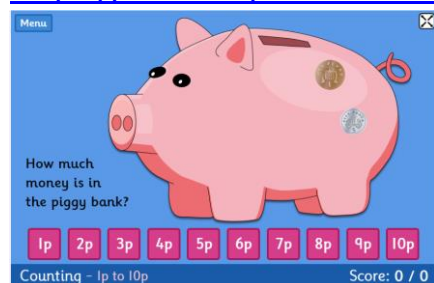 Menu
How much
money is in
the piggy bank?
1p 2p 3p 4p 5p 6p 7p 8p 9p 10p
Counting - 1p to 10p
Score: 0 / 0